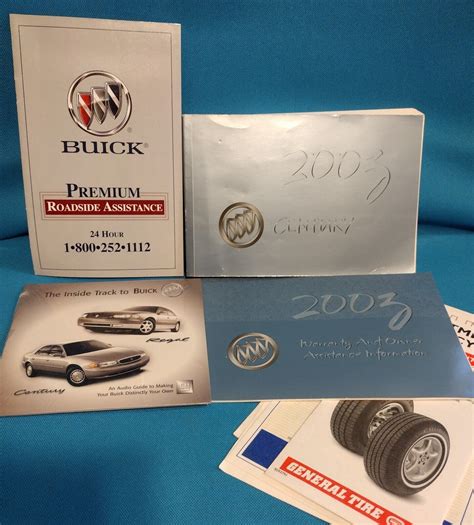 BUICK
PREMIUM
ROADSIDE ASSISTANCE
24 HOUR
1•800•252•1112
2003
CENTURY
The Inside Track to BUICK
Regal
Century
An Audio Guide to Making
Your Buick Distinctly Your Own
GM
2003
Warranty And Owner
Assistance Information
GENERAL TIRE